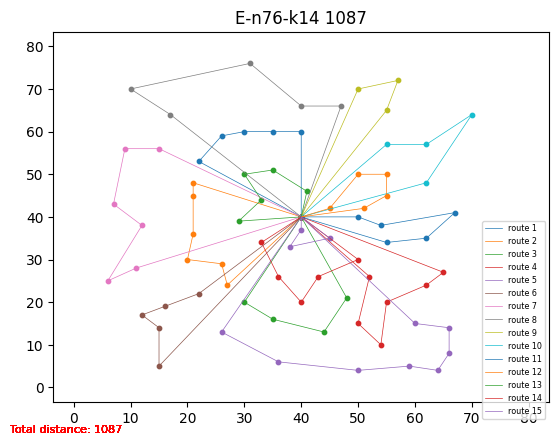 E-n76-k14 1087
80
70
60
50
40
30
20
10
0
0 10 20 30 40 50 60 70 80
route 1
route 2
route 3
route 4
route 5
route 6
route 7
route 8
route 9
route 10
route 11
route 12
route 13
route 14
route 15
Total distance: 1087